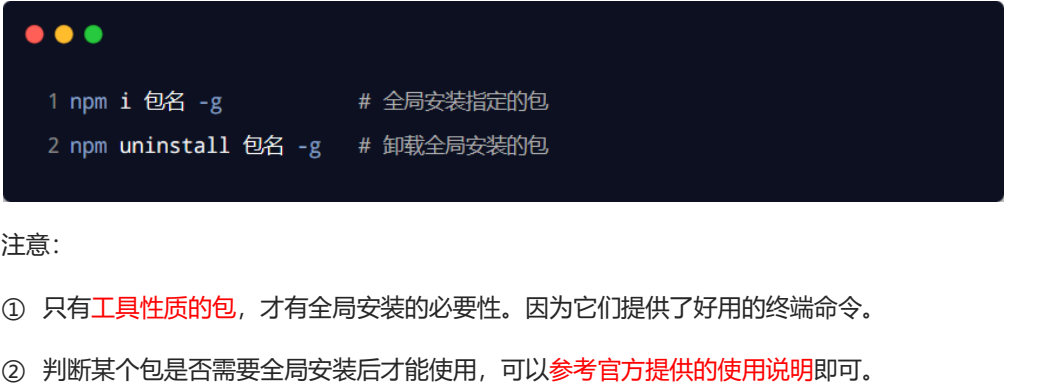 1 npm i 包名 -g # 全局安装指定的包
2 npm uninstall 包名 -g # 卸载全局安装的包
注意：
① 只有工具性质的包，才有全局安装的必要性。因为它们提供了好用的终端命令。
② 判断某个包是否需要全局安装后才能使用，可以参考官方提供的使用说明即可。